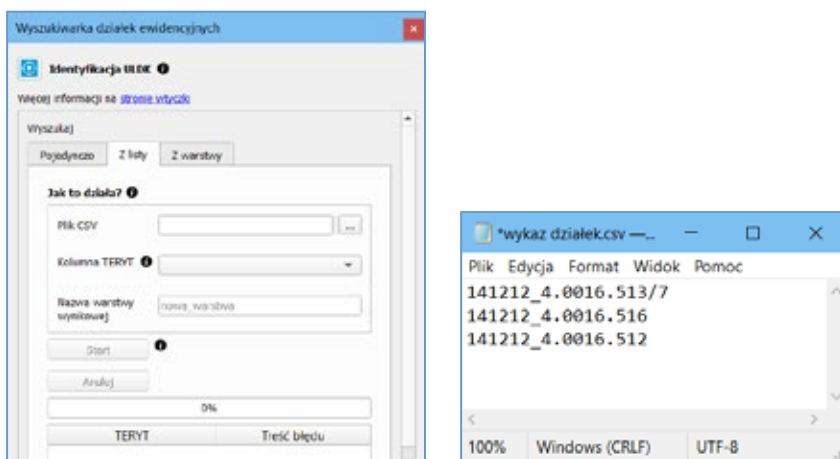 Wyszukiwarka działek ewidencyjnych
Identyfikacja ULDK
Więcej informacji na stronie wtyczki
Wyszukaj
Pojedynczo Z listy Z warstwy
Jak to działa?
Plik CSV ...
Kolumna TERYT
Nazwa warstwy wynikowej nowa_warstwa
Start
Anuluj
0%
TERYT Treść błędu
*wykaz działek.csv —...
Plik Edycja Format Widok Pomoc
141212_4.0016.513/7
141212_4.0016.516
141212_4.0016.512
100% Windows (CRLF) UTF-8